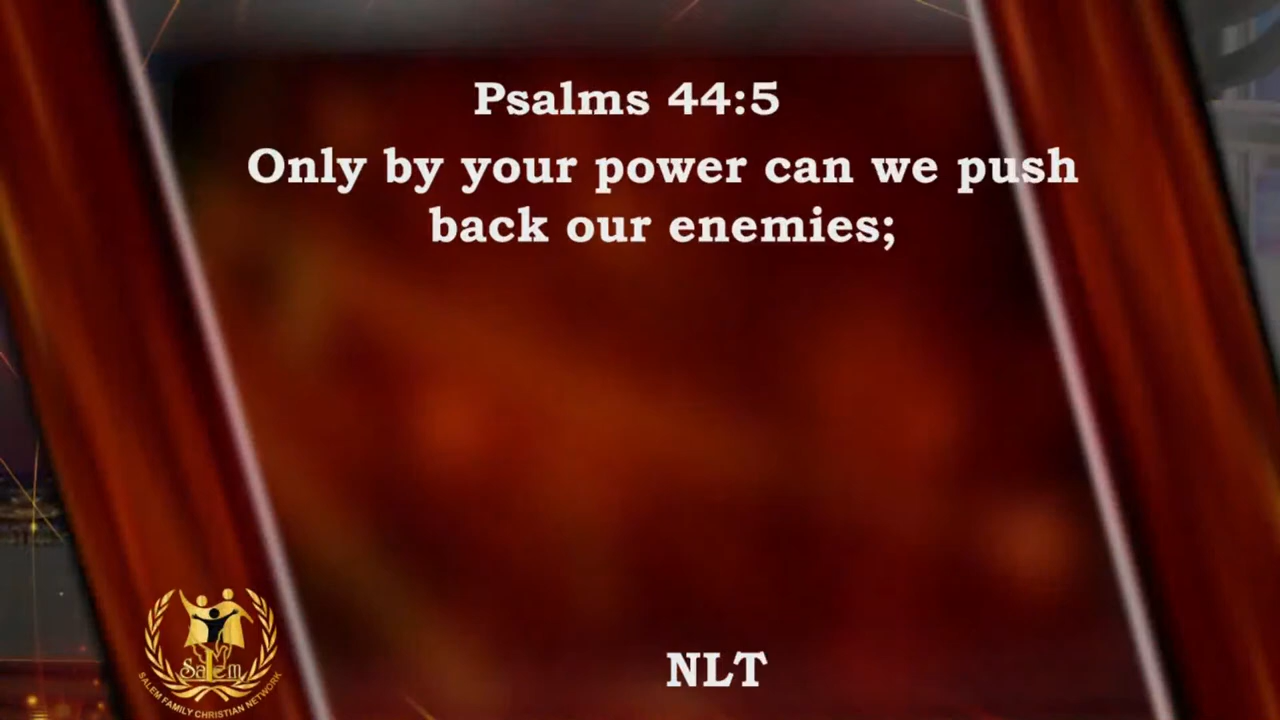 Psalms 44:5
Only by your power can we push
back our enemies;
NLT
Salem
SALEM FAMILY CHRISTIAN NETWORK